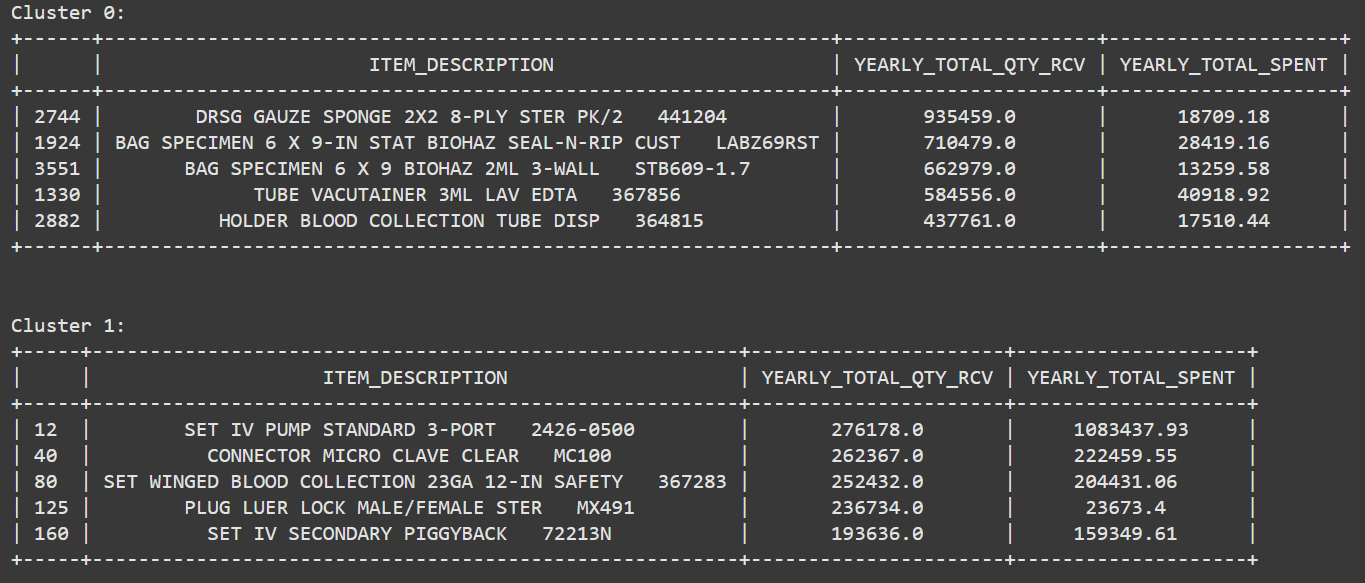 Cluster 0:
+------+---------------------------------------------------------------+----------------------+--------------------+
|      |                       ITEM_DESCRIPTION                        | YEARLY_TOTAL_QTY_RCV | YEARLY_TOTAL_SPENT |
+------+---------------------------------------------------------------+----------------------+--------------------+
| 2744 |        DRSG GAUZE SPONGE 2X2 8-PLY STER PK/2   441204         |       935459.0       |      18709.18      |
| 1924 | BAG SPECIMEN 6 X 9-IN STAT BIOHAZ SEAL-N-RIP CUST   LABZ69RST |       710479.0       |      28419.16      |
| 3551 |       BAG SPECIMEN 6 X 9 BIOHAZ 2ML 3-WALL   STB609-1.7       |       662979.0       |      13259.58      |
| 1330 |             TUBE VACUTAINER 3ML LAV EDTA   367856             |       584556.0       |      40918.92      |
| 2882 |          HOLDER BLOOD COLLECTION TUBE DISP   364815           |       437761.0       |      17510.44      |
+------+---------------------------------------------------------------+----------------------+--------------------+
Cluster 1:
+-----+--------------------------------------------------------+----------------------+--------------------+
|     |                    ITEM_DESCRIPTION                    | YEARLY_TOTAL_QTY_RCV | YEARLY_TOTAL_SPENT |
+-----+--------------------------------------------------------+----------------------+--------------------+
| 12  |        SET IV PUMP STANDARD 3-PORT   2426-0500         |       276178.0       |     1083437.93     |
| 40  |          CONNECTOR MICRO CLAVE CLEAR   MC100           |       262367.0       |     222459.55      |
| 80  | SET WINGED BLOOD COLLECTION 23GA 12-IN SAFETY   367283 |       252432.0       |     204431.06      |
| 125 |        PLUG LUER LOCK MALE/FEMALE STER   MX491         |       236734.0       |      23673.4       |
| 160 |          SET IV SECONDARY PIGGYBACK   72213N           |       193636.0       |     159349.61      |
+-----+--------------------------------------------------------+----------------------+--------------------+